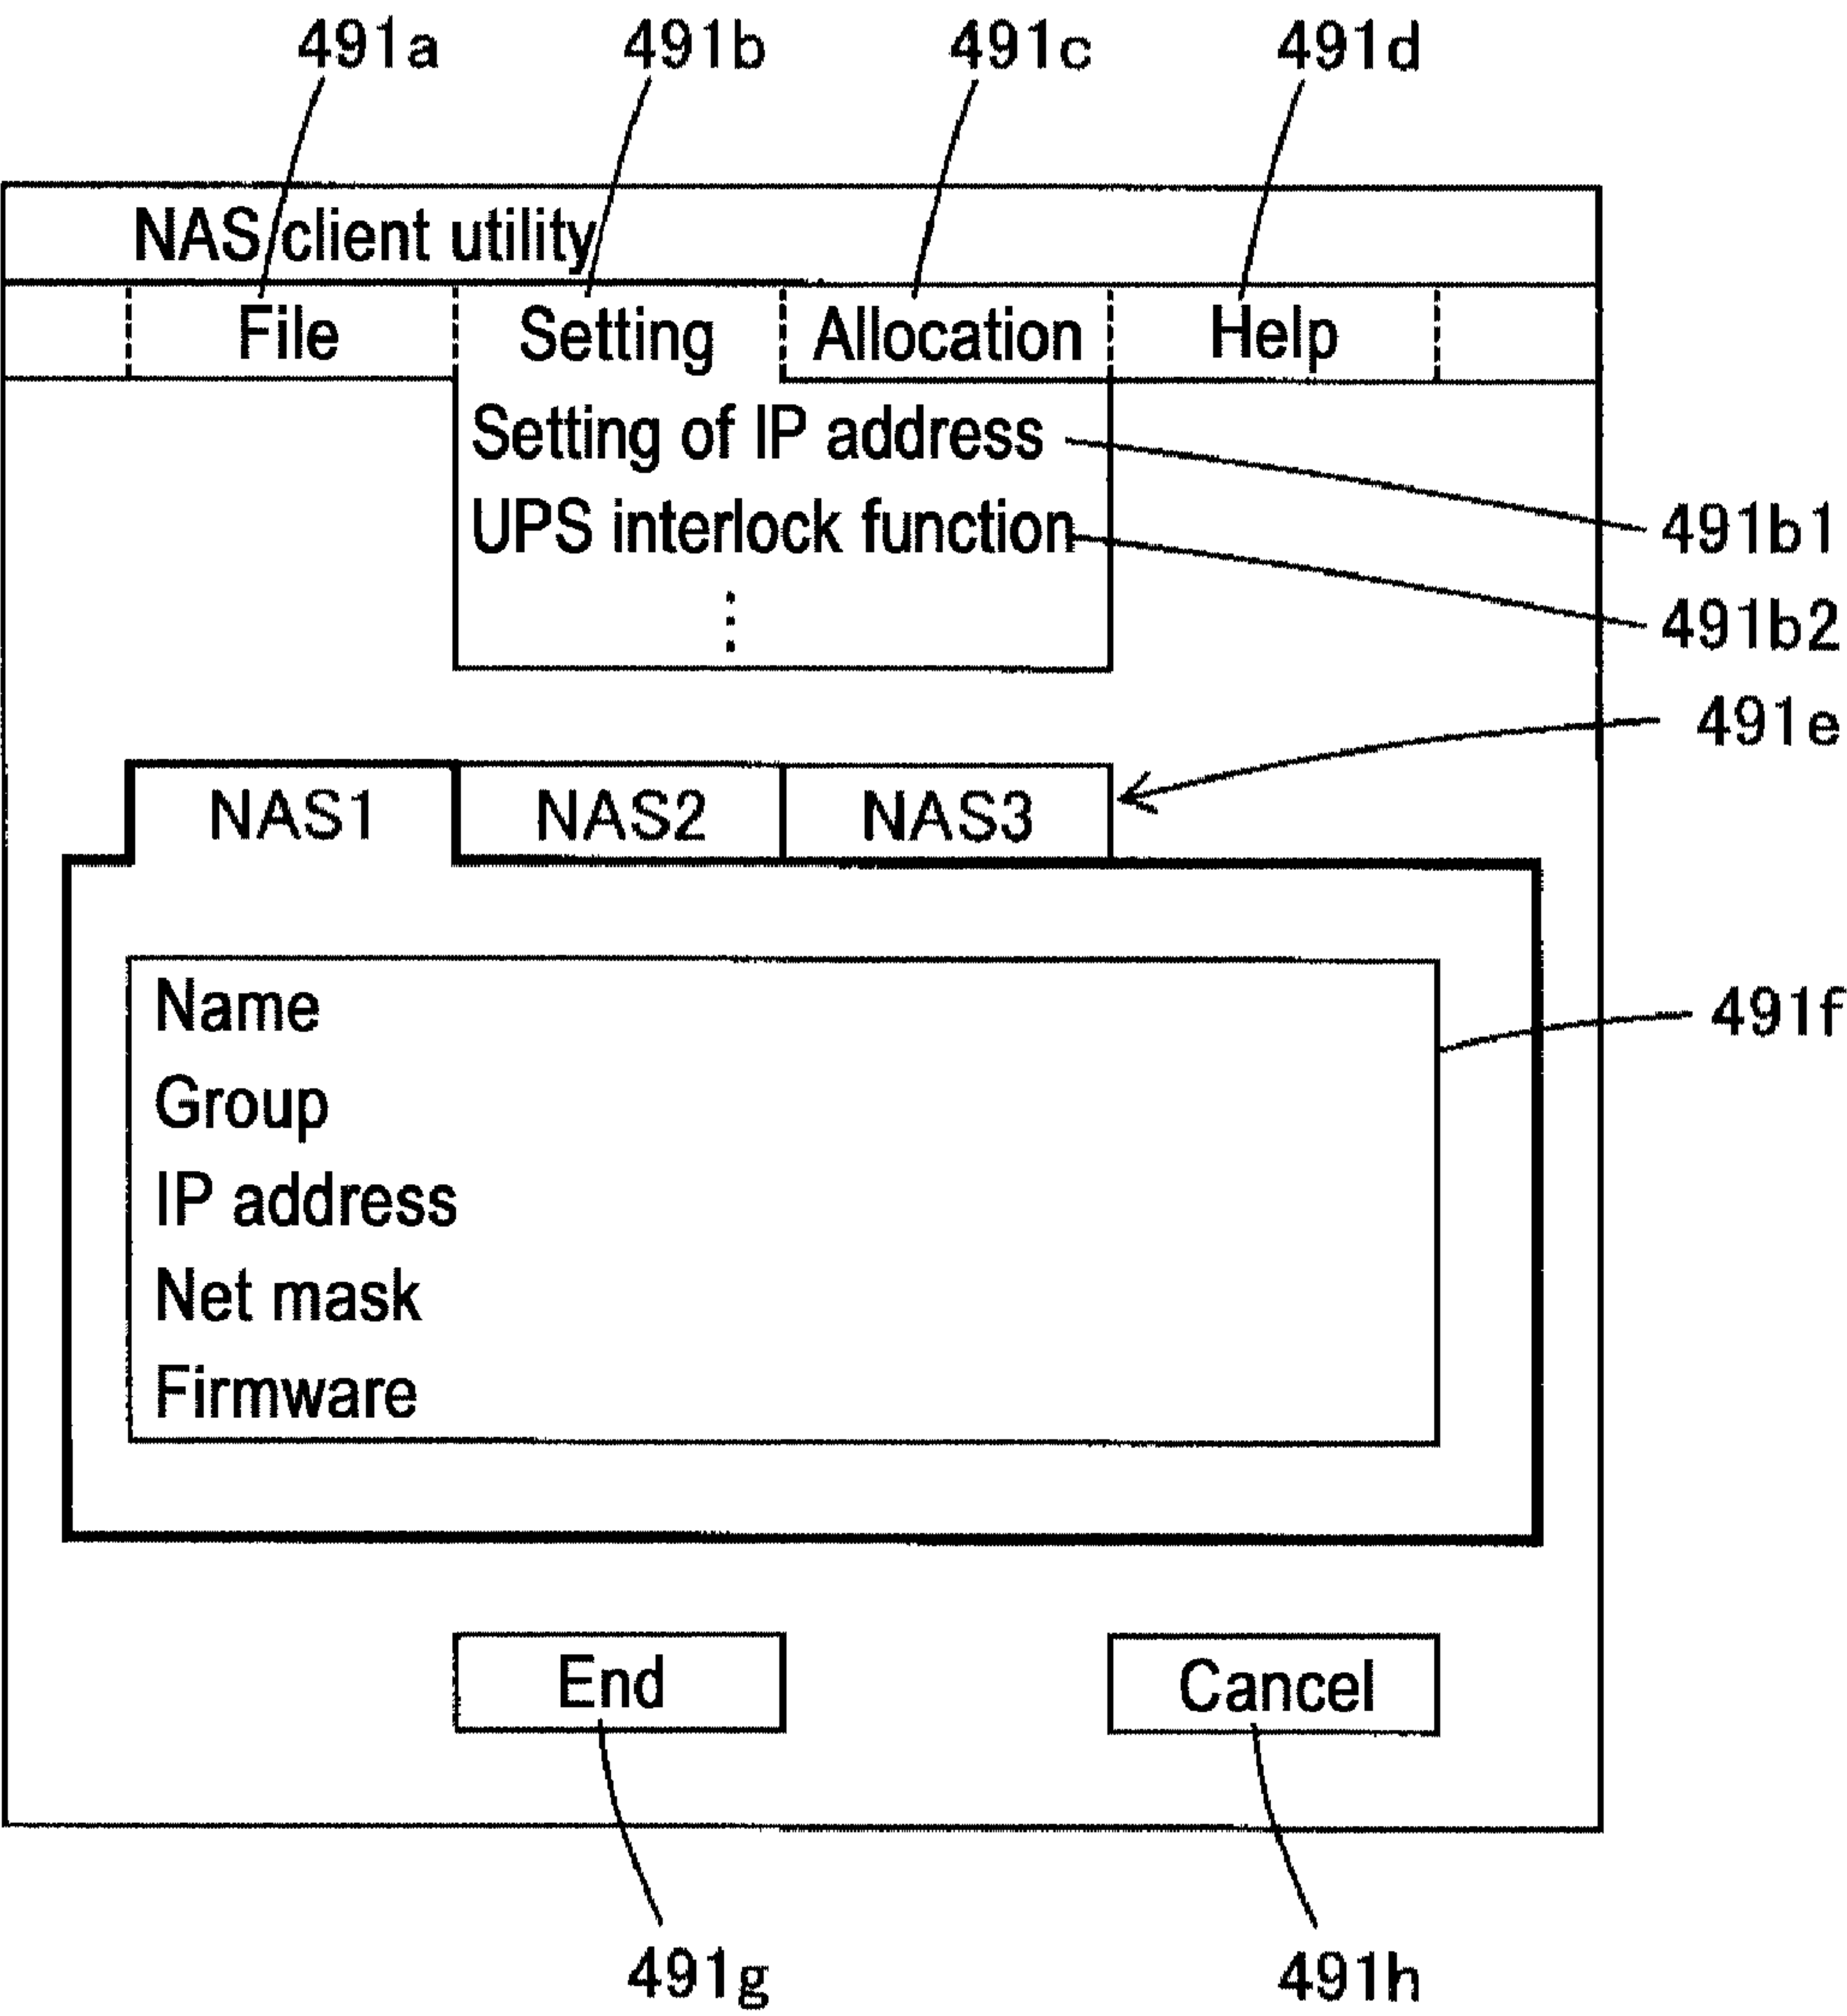 491a 491b 491c 491d
NAS client utility
File Setting Allocation Help
Setting of IP address
UPS interlock function
491b1
491b2
491e
NAS1 NAS2 NAS3
Name
491f
Group
IP address
Net mask
Firmware
End Cancel
491g 491h